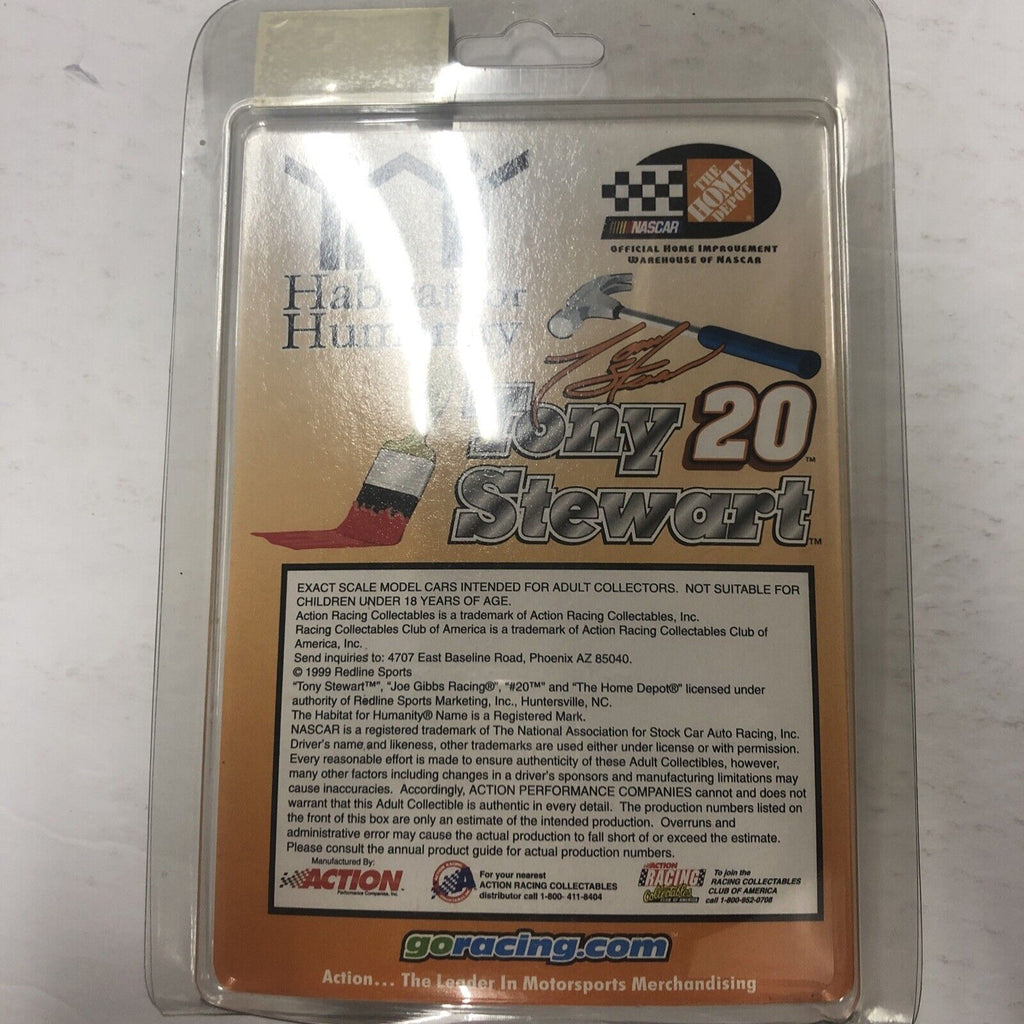 Habitat for
Humanity
THE
HOME
DEPOT
NASCAR
OFFICIAL HOME IMPROVEMENT
WAREHOUSE OF NASCAR
Tony Stewart
Tony 20™
Stewart™
EXACT SCALE MODEL CARS INTENDED FOR ADULT COLLECTORS. NOT SUITABLE FOR
CHILDREN UNDER 18 YEARS OF AGE.
Action Racing Collectables is a trademark of Action Racing Collectables, Inc.
Racing Collectables Club of America is a trademark of Action Racing Collectables Club of
America, Inc.
Send inquiries to: 4707 East Baseline Road, Phoenix AZ 85040.
© 1999 Redline Sports
“Tony Stewart™”, “Joe Gibbs Racing®”, “#20™” and “The Home Depot®” licensed under
authority of Redline Sports Marketing, Inc., Huntersville, NC.
The Habitat for Humanity® Name is a Registered Mark.
NASCAR is a registered trademark of The National Association for Stock Car Auto Racing, Inc.
Driver's name and likeness, other trademarks are used either under license or with permission.
Every reasonable effort is made to ensure authenticity of these Adult Collectibles, however,
many other factors including changes in a driver's sponsors and manufacturing limitations may
cause inaccuracies. Accordingly, ACTION PERFORMANCE COMPANIES cannot and does not
warrant that this Adult Collectible is authentic in every detail. The production numbers listed on
the front of this box are only an estimate of the intended production. Overruns and
administrative error may cause the actual production to fall short of or exceed the estimate.
Please consult the annual product guide for actual production numbers.
Manufactured By:
ACTION
Performance Companies, Inc.
For your nearest
ACTION RACING COLLECTABLES
distributor call 1-800- 411-8404
ACTION
RACING
Collectables
CLUB OF AMERICA
To join the
RACING COLLECTABLES
CLUB OF AMERICA
call 1-800-952-0708
goracing.com™
Action... The Leader In Motorsports Merchandising